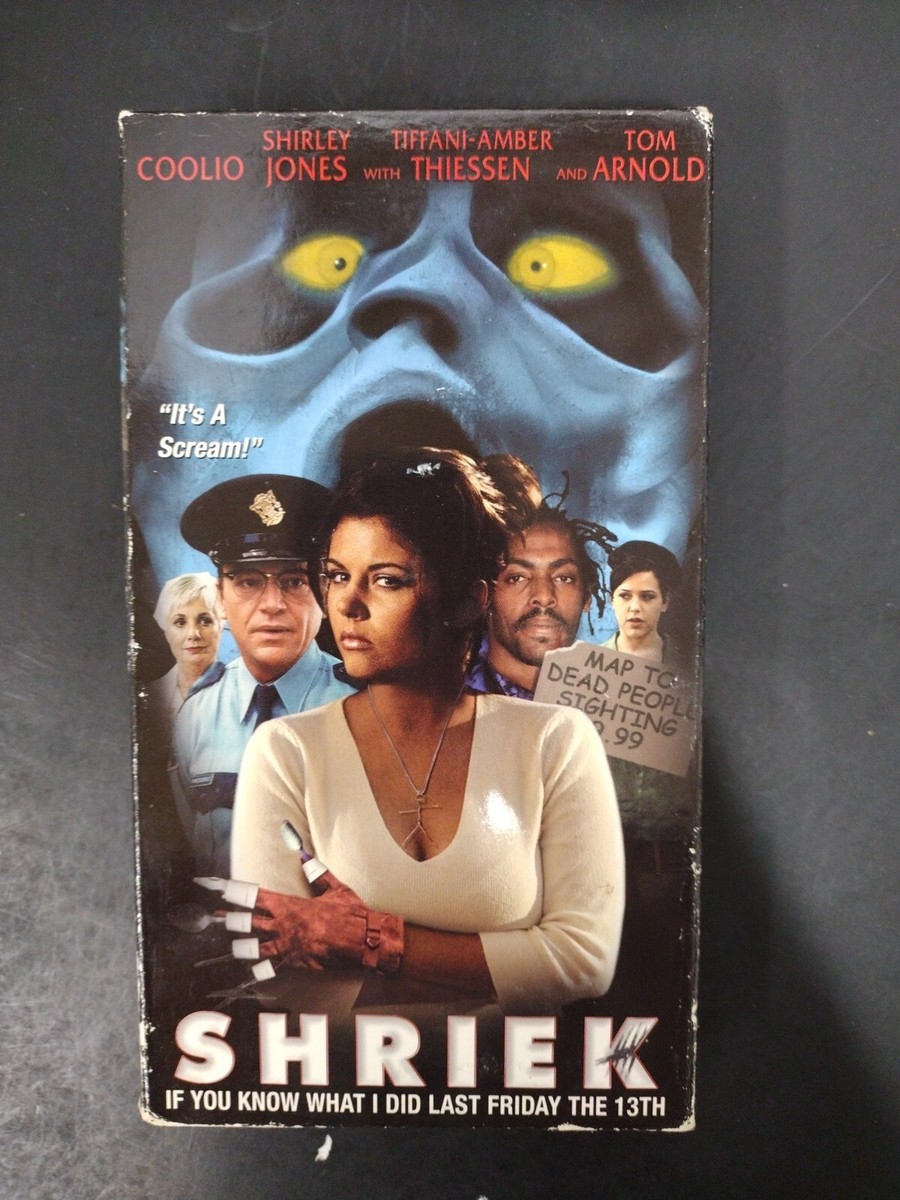 COOLIO SHIRLEY JONES WITH TIFFANI-AMBER THIESSEN AND TOM ARNOLD
"It's A
Scream!"
MAP TO
DEAD PEOPL
SIGHTING
9.99
SHRIEK
IF YOU KNOW WHAT I DID LAST FRIDAY THE 13TH